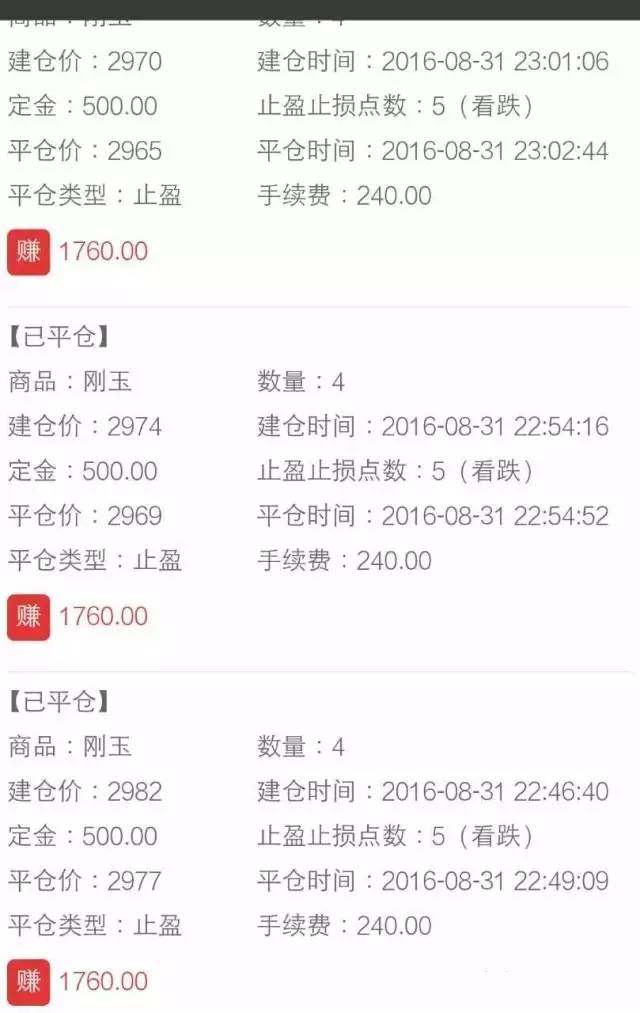 商品：刚玉 数量：4
建仓价：2970 建仓时间：2016-08-31 23:01:06
定金：500.00 止盈止损点数：5（看跌）
平仓价：2965 平仓时间：2016-08-31 23:02:44
平仓类型：止盈 手续费：240.00
赚 1760.00
【已平仓】
商品：刚玉 数量：4
建仓价：2974 建仓时间：2016-08-31 22:54:16
定金：500.00 止盈止损点数：5（看跌）
平仓价：2969 平仓时间：2016-08-31 22:54:52
平仓类型：止盈 手续费：240.00
赚 1760.00
【已平仓】
商品：刚玉 数量：4
建仓价：2982 建仓时间：2016-08-31 22:46:40
定金：500.00 止盈止损点数：5（看跌）
平仓价：2977 平仓时间：2016-08-31 22:49:09
平仓类型：止盈 手续费：240.00
赚 1760.00